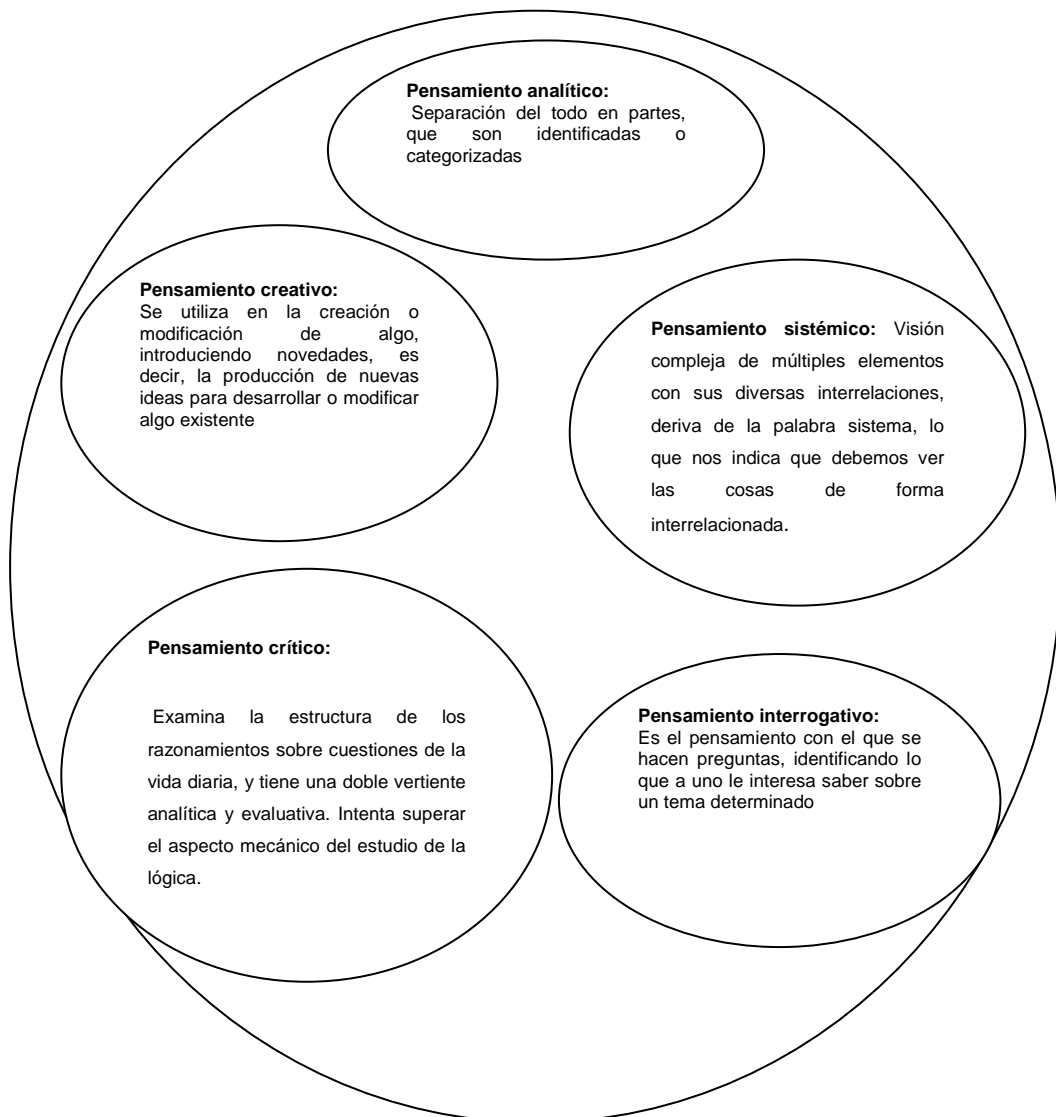 Pensamiento analítico:
Separación del todo en partes,
que son identificadas o
categorizadas
Pensamiento creativo:
Se utiliza en la creación o
modificación de algo,
introduciendo novedades, es
decir, la producción de nuevas
ideas para desarrollar o modificar
algo existente
Pensamiento sistémico: Visión
compleja de múltiples elementos
con sus diversas interrelaciones,
deriva de la palabra sistema, lo
que nos indica que debemos ver
las cosas de forma
interrelacionada.
Pensamiento crítico:
Examina la estructura de los
razonamientos sobre cuestiones de la
vida diaria, y tiene una doble vertiente
analítica y evaluativa. Intenta superar
el aspecto mecánico del estudio de la
lógica.
Pensamiento interrogativo:
Es el pensamiento con el que se
hacen preguntas, identificando lo
que a uno le interesa saber sobre
un tema determinado